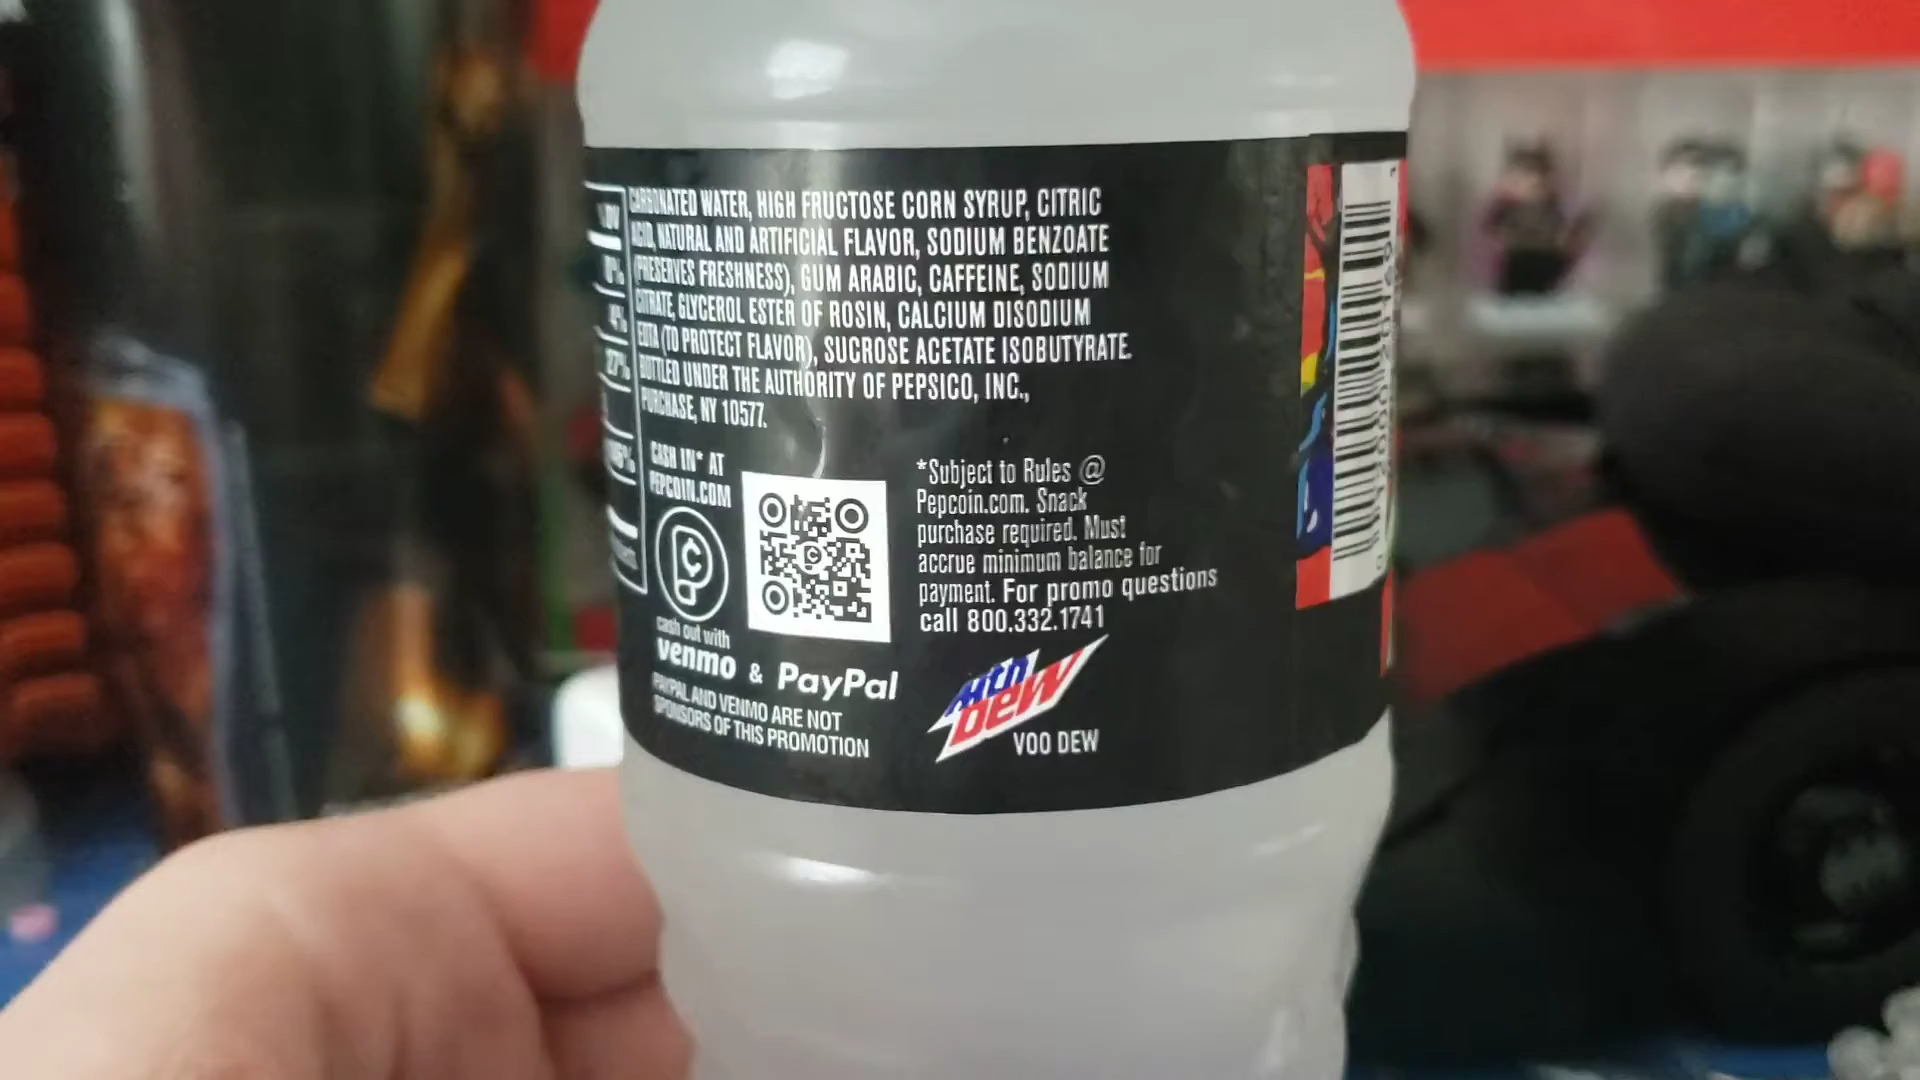 %DV
0%
4%
27%
CARBONATED WATER, HIGH FRUCTOSE CORN SYRUP, CITRIC
ACID, NATURAL AND ARTIFICIAL FLAVOR, SODIUM BENZOATE
(PRESERVES FRESHNESS), GUM ARABIC, CAFFEINE, SODIUM
CITRATE, GLYCEROL ESTER OF ROSIN, CALCIUM DISODIUM
EDTA (TO PROTECT FLAVOR), SUCROSE ACETATE ISOBUTYRATE.
BOTTLED UNDER THE AUTHORITY OF PEPSICO, INC.,
PURCHASE, NY 10577.
CASH IN* AT
PEPCOIN.COM
cash out with
venmo & PayPal
PAYPAL AND VENMO ARE NOT
SPONSORS OF THIS PROMOTION
*Subject to Rules @
Pepcoin.com. Snack
purchase required. Must
accrue minimum balance for
payment. For promo questions
call 800.332.1741
Mtn
DEW
VOO DEW